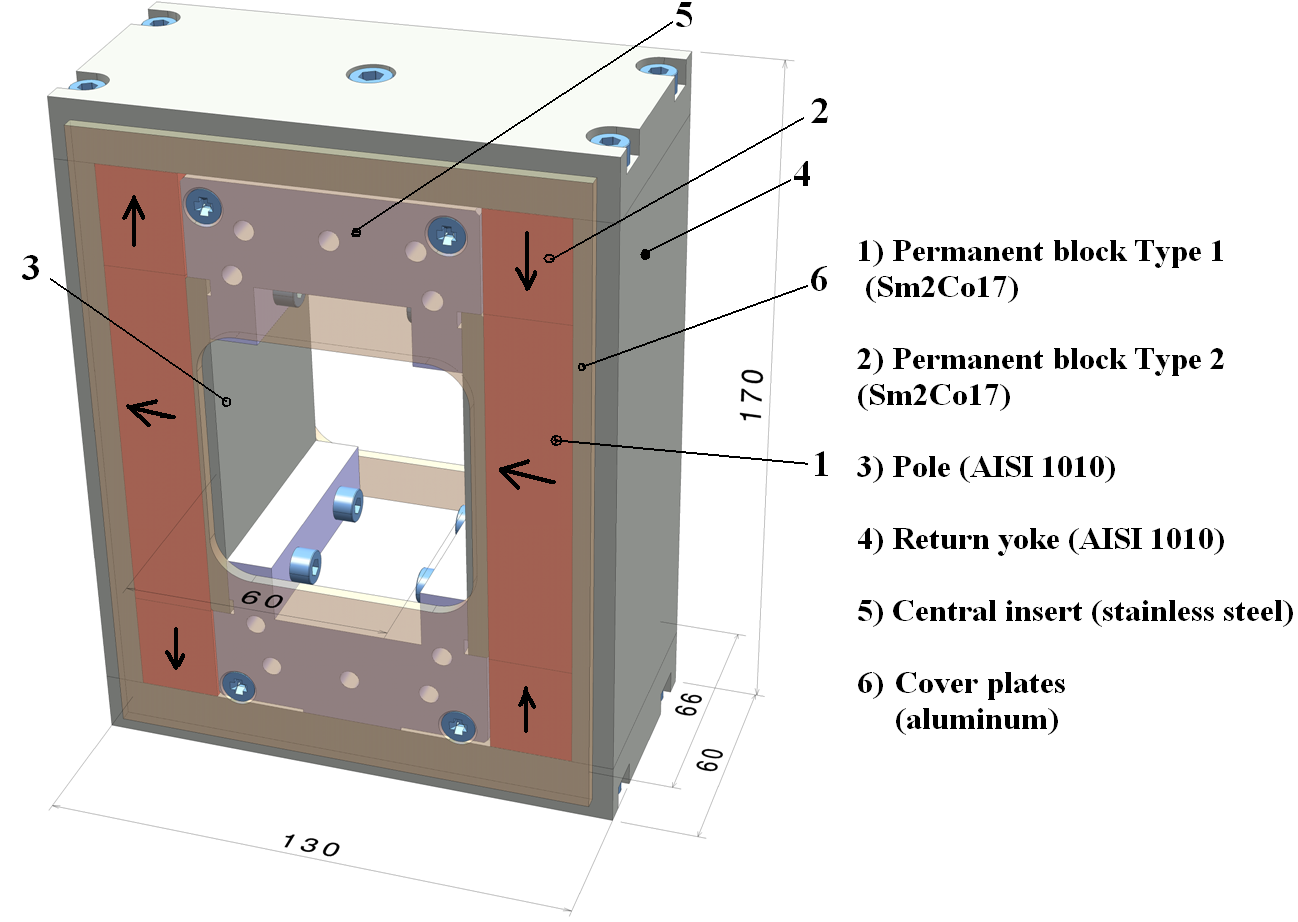 5
2
4
3
6
1
170
60
66
60
130
1) Permanent block Type 1
(Sm2Co17)
2) Permanent block Type 2
(Sm2Co17)
3) Pole (AISI 1010)
4) Return yoke (AISI 1010)
5) Central insert (stainless steel)
6) Cover plates
(aluminum)